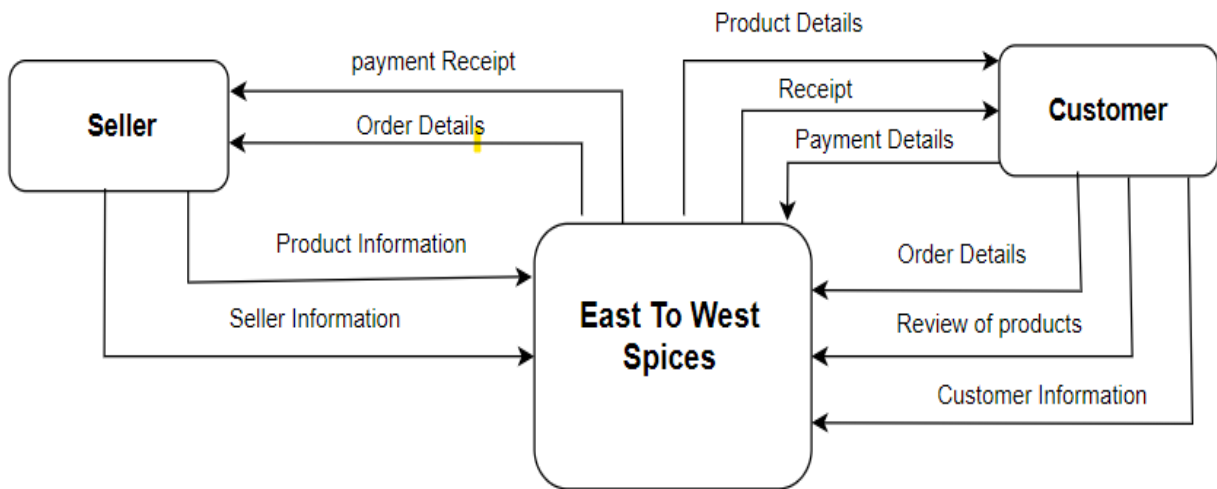 Product Details
payment Receipt
Receipt
Seller
Customer
Order Details
Payment Details
Product Information
Order Details
Seller Information
East To West
Spices
Review of products
Customer Information